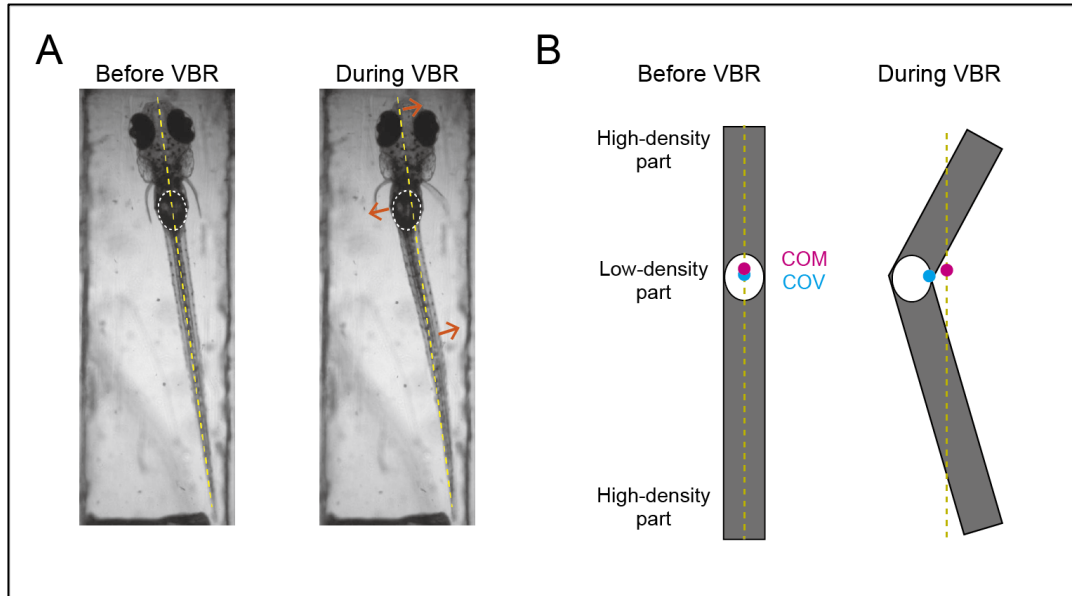 A
Before VBR
During VBR
B
Before VBR
During VBR
High-density
part
Low-density
part
COM
COV
High-density
part